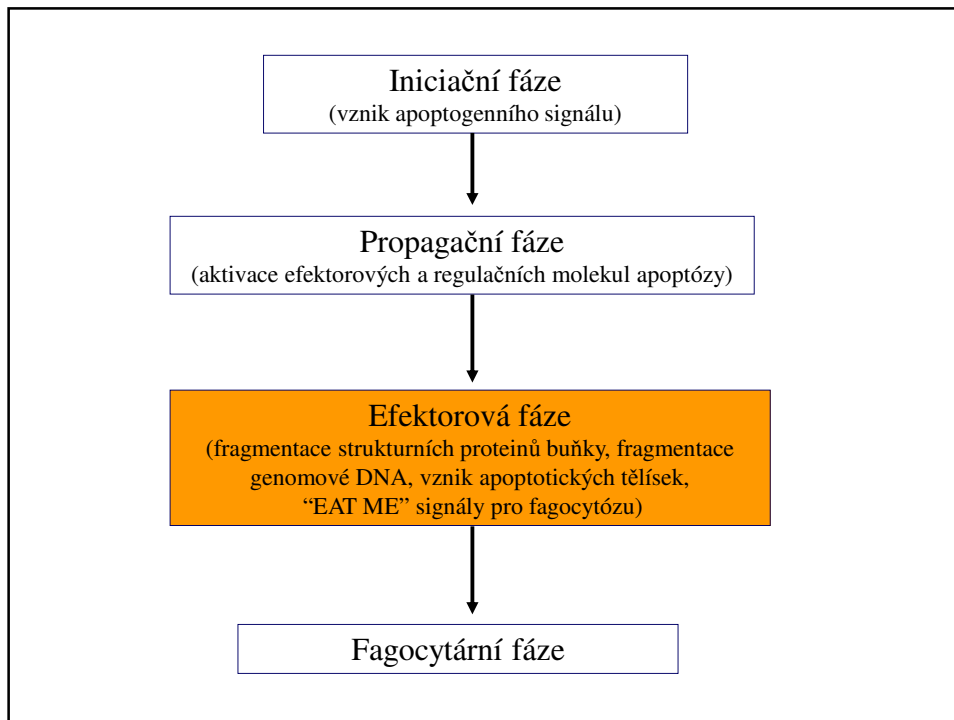 Iniciační fáze
(vznik apoptogenního signálu)
Propagační fáze
(aktivace efektorových a regulačních molekul apoptózy)
Efektorová fáze
(fragmentace strukturních proteinů buňky, fragmentace
genomové DNA, vznik apoptotických tělísek,
“EAT ME” signály pro fagocytózu)
Fagocytární fáze